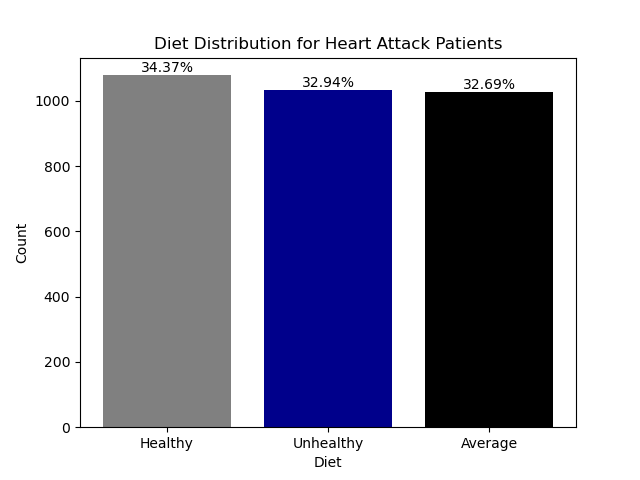 Diet Distribution for Heart Attack Patients
34.37%
32.94%
32.69%
1000
800
600
400
200
0
Count
Healthy
Unhealthy
Average
Diet